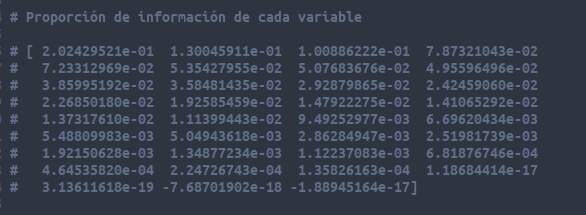 # Proporción de información de cada variable
# [ 2.02429521e-01 1.30045911e-01 1.00886222e-01 7.87321043e-02
# 7.23312969e-02 5.35427955e-02 5.07683676e-02 4.95596496e-02
# 3.85995192e-02 3.58481435e-02 2.92879865e-02 2.42459060e-02
# 2.26850180e-02 1.92585459e-02 1.47922275e-02 1.41065292e-02
# 1.37317610e-02 1.11399443e-02 9.49252977e-03 6.69620434e-03
# 5.48809983e-03 5.04943618e-03 2.86284947e-03 2.51981739e-03
# 1.92150628e-03 1.34877234e-03 1.12237083e-03 6.81876746e-04
# 4.64535820e-04 2.24726743e-04 1.35826163e-04 1.18684414e-17
# 3.13611618e-19 -7.68701902e-18 -1.88945164e-17]